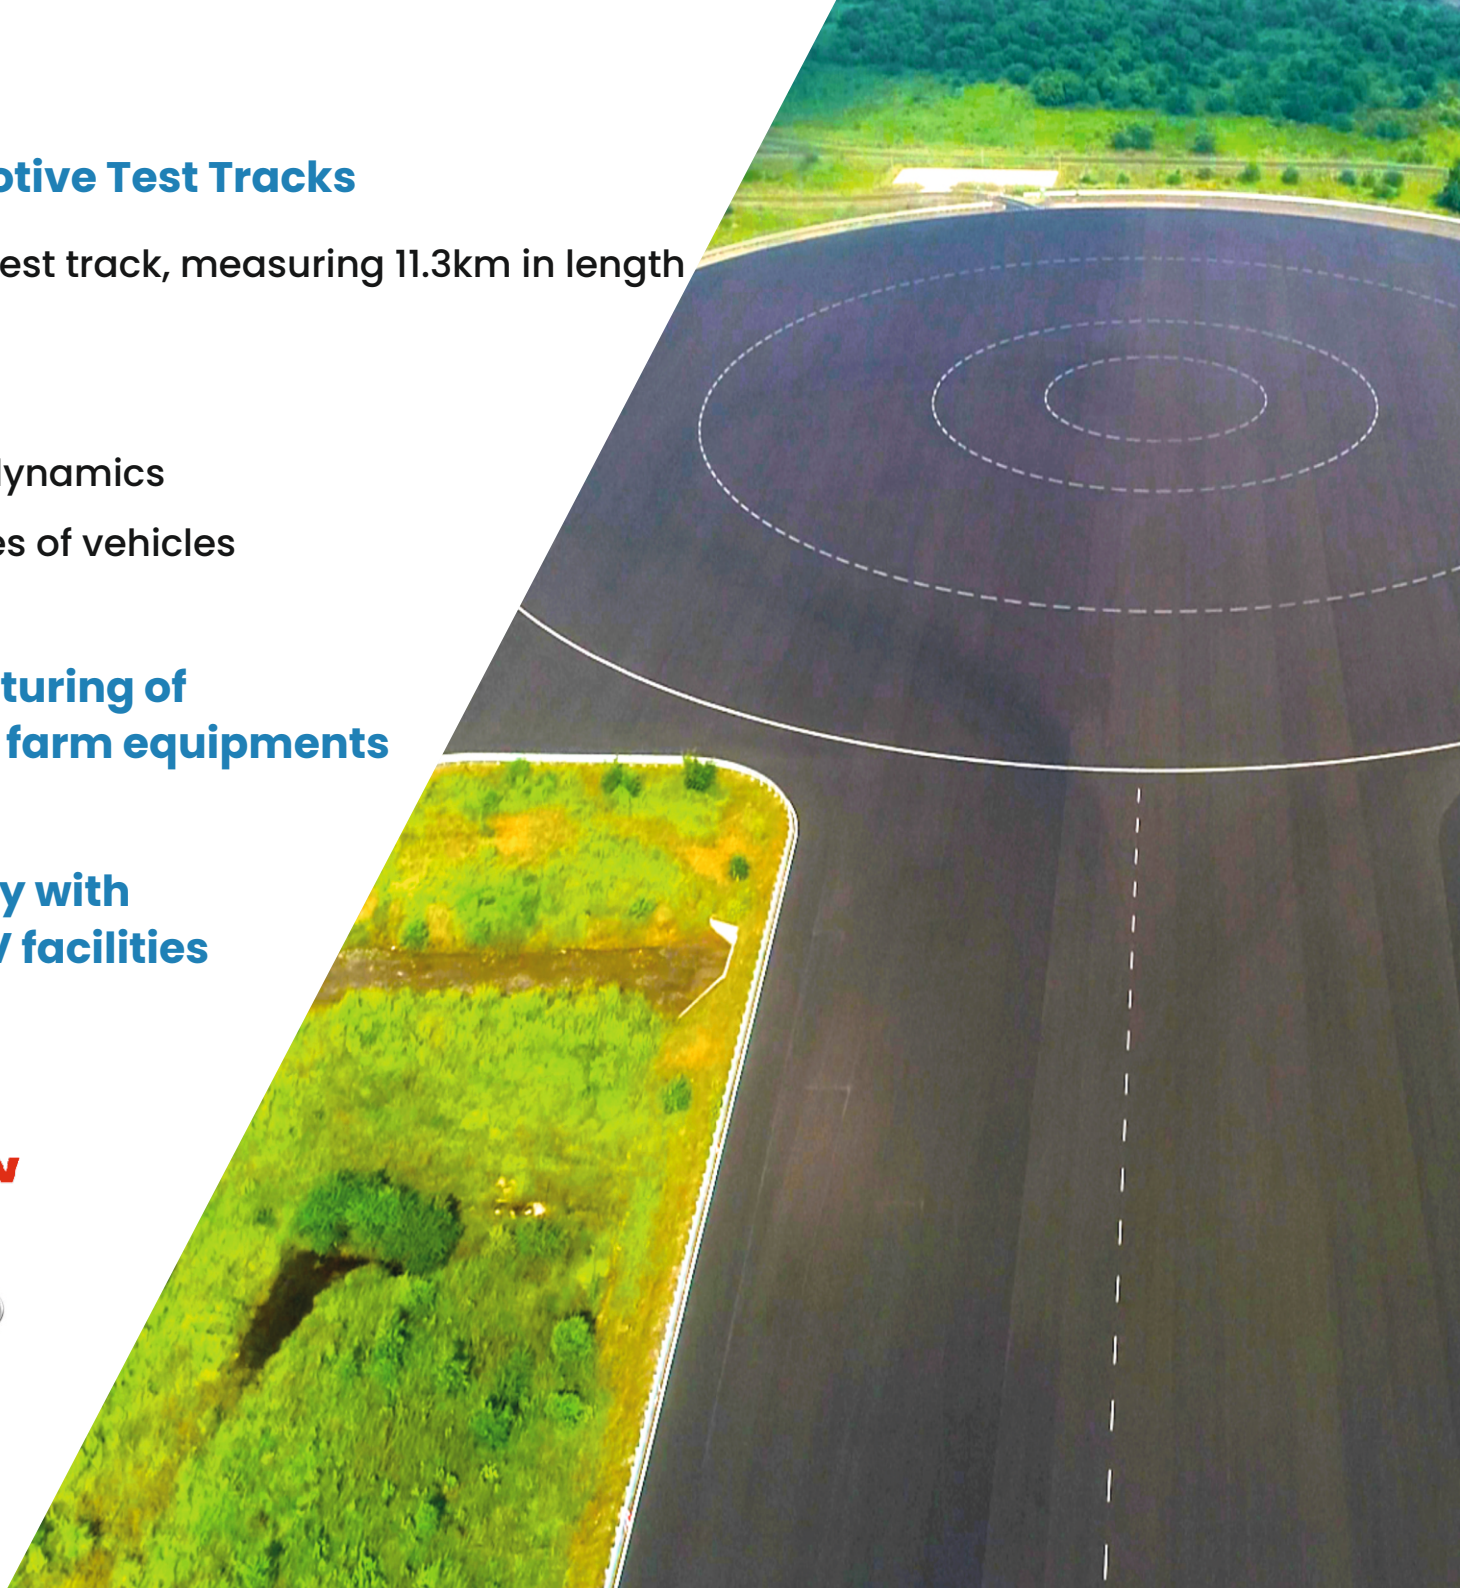 otive Test Tracks
est track, measuring 11.3km in length
dynamics
es of vehicles
turing of
farm equipments
y with
V facilities